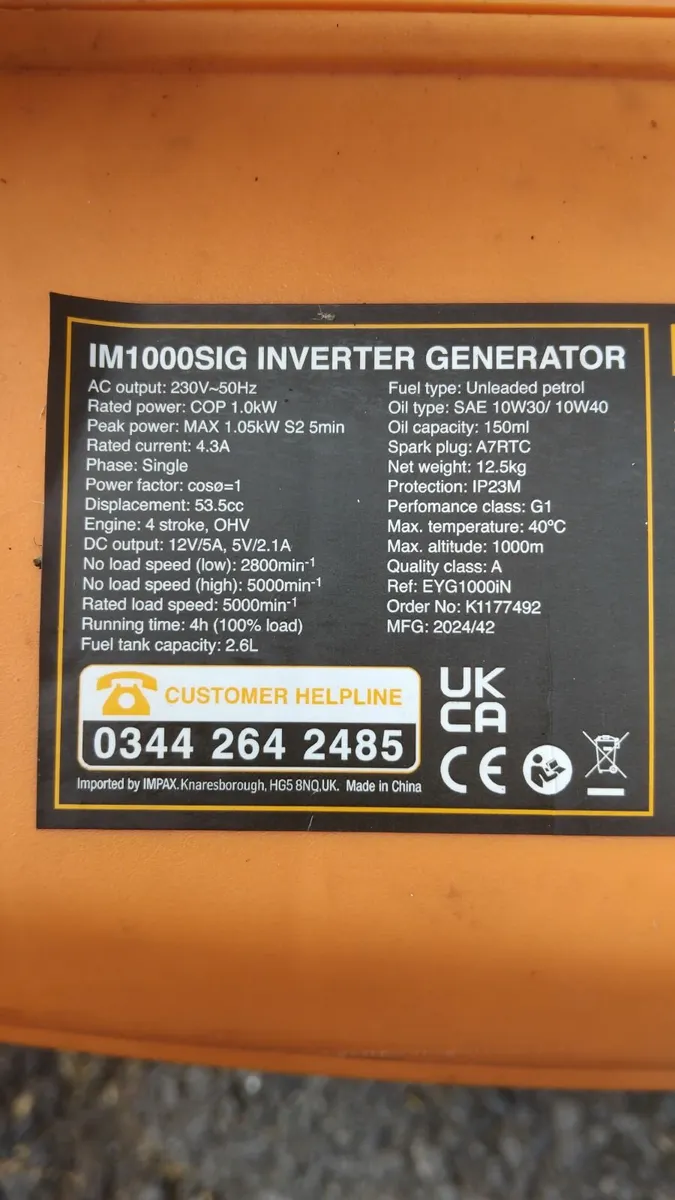 IM1000SIG INVERTER GENERATOR
AC output: 230V~50Hz
Rated power: COP 1.0kW
Peak power: MAX 1.05kW S2 5min
Rated current: 4.3A
Phase: Single
Power factor: cosø=1
Displacement: 53.5cc
Engine: 4 stroke, OHV
DC output: 12V/5A, 5V/2.1A
No load speed (low): 2800min-1
No load speed (high): 5000min-1
Rated load speed: 5000min-1
Running time: 4h (100% load)
Fuel tank capacity: 2.6L
Fuel type: Unleaded petrol
Oil type: SAE 10W30/ 10W40
Oil capacity: 150ml
Spark plug: A7RTC
Net weight: 12.5kg
Protection: IP23M
Perfomance class: G1
Max. temperature: 40ºC
Max. altitude: 1000m
Quality class: A
Ref: EYG1000iN
Order No: K1177492
MFG: 2024/42
CUSTOMER HELPLINE
0344 264 2485
Imported by IMPAX. Knaresborough, HG5 8NQ,UK. Made in China
UK
CA
CE